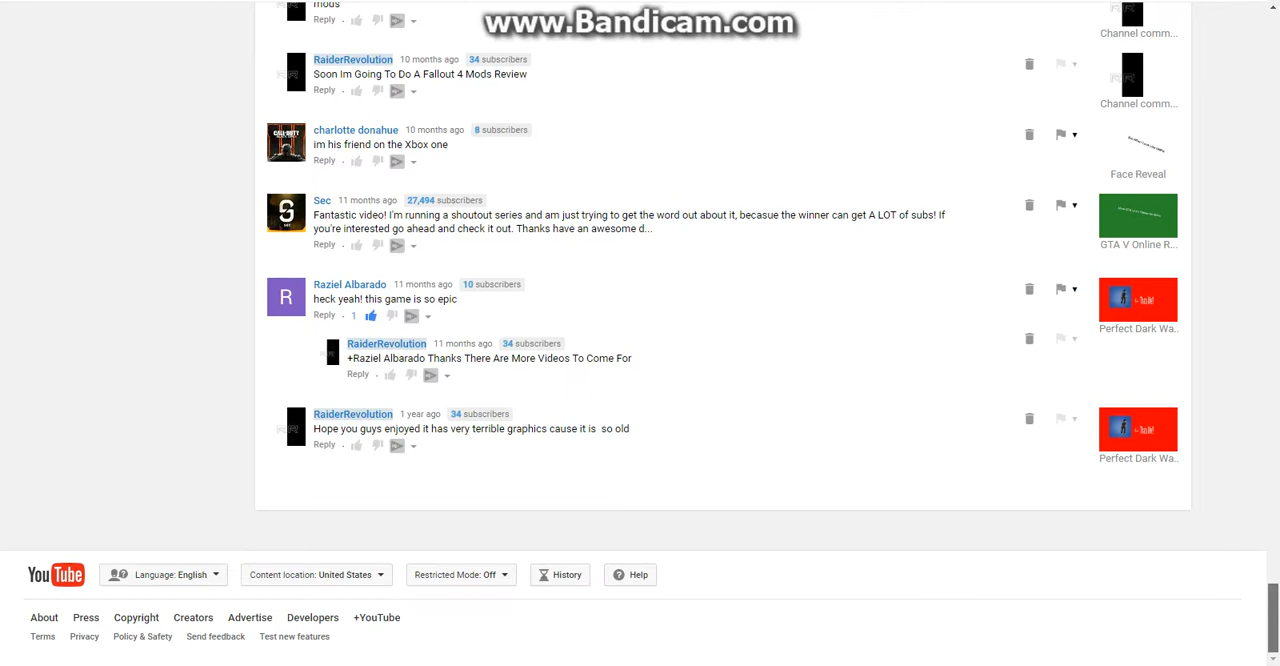 mods
www.Bandicam.com
Reply
Channel comm...
RaiderRevolution 10 months ago 34 subscribers
Soon Im Going To Do A Fallout 4 Mods Review
Reply
Channel comm...
charlotte donahue 10 months ago 8 subscribers
im his friend on the Xbox one
Reply
Face Reveal
Sec 11 months ago 27,494 subscribers
Fantastic video! I'm running a shoutout series and am just trying to get the word out about it, becasue the winner can get A LOT of subs! If
you're interested go ahead and check it out. Thanks have an awesome d...
Reply
GTA V Online R...
Raziel Albarado 11 months ago 10 subscribers
R
heck yeah! this game is so epic
Reply 1
Perfect Dark Wa..
RaiderRevolution 11 months ago 34 subscribers
+Raziel Albarado Thanks There Are More Videos To Come For
Reply
RaiderRevolution 1 year ago 34 subscribers
Hope you guys enjoyed it has very terrible graphics cause it is so old
Reply
Perfect Dark Wa..
YouTube Language: English Content location: United States Restricted Mode: Off History Help
About Press Copyright Creators Advertise Developers +YouTube
Terms Privacy Policy & Safety Send feedback Test new features